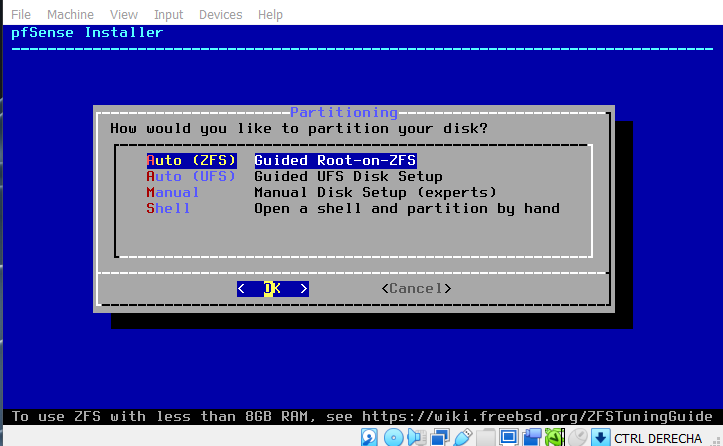 File Machine View Input Devices Help
pfSense Installer
Partitioning
How would you like to partition your disk?
Auto (ZFS) Guided Root-on-ZFS
Auto (UFS) Guided UFS Disk Setup
Manual Manual Disk Setup (experts)
Shell Open a shell and partition by hand
< OK > <Cancel>
To use ZFS with less than 8GB RAM, see https://wiki.freebsd.org/ZFSTuningGuide
CTRL DERECHA